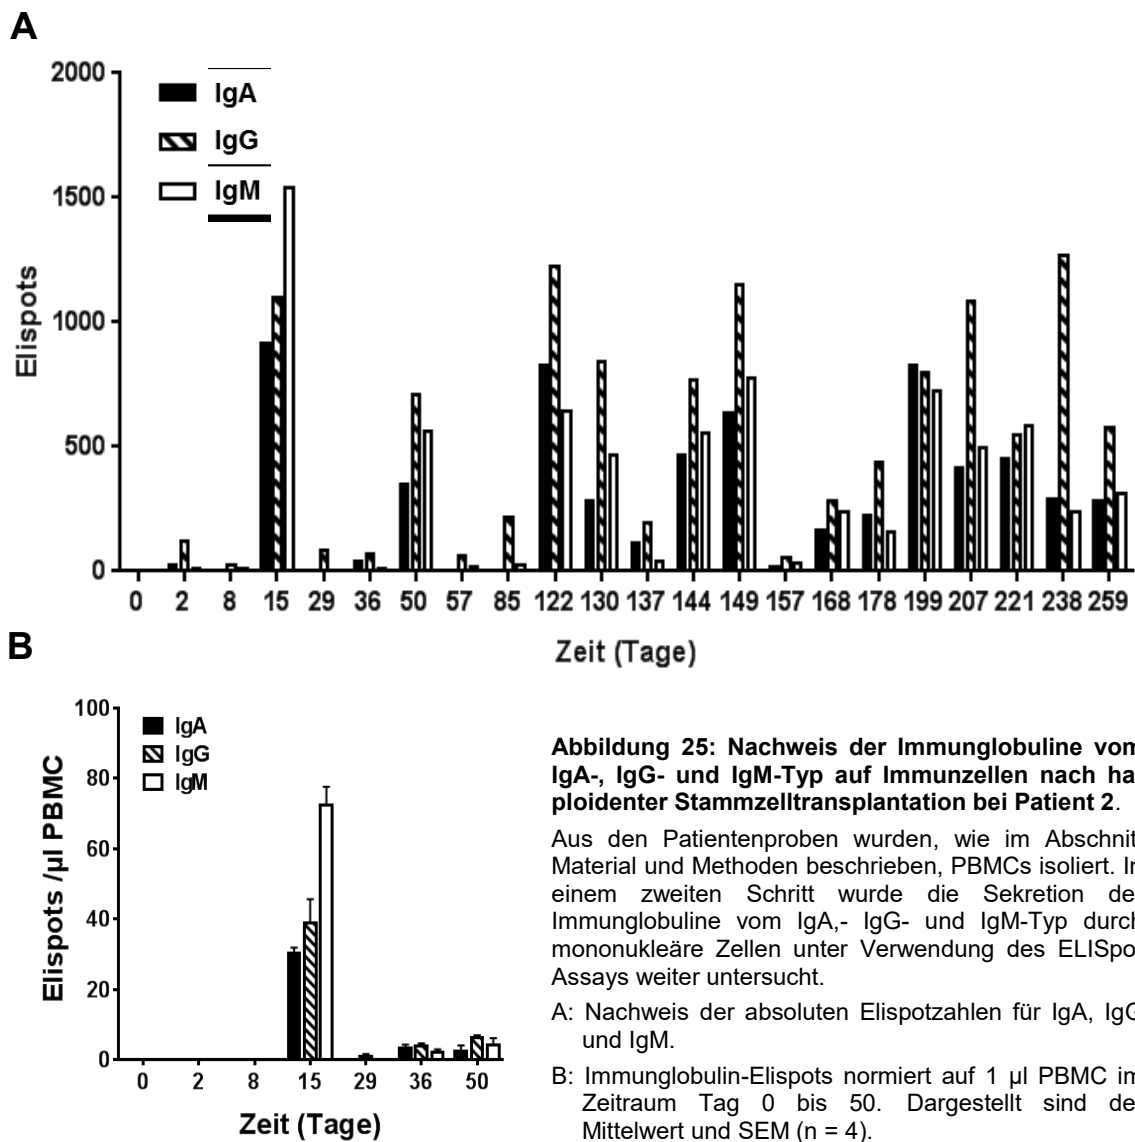 A
2000
1500
1000
500
0
Elispots
IgA
IgG
IgM
0 2 8 15 29 36 50 57 85 122 130 137 144 149 157 168 178 199 207 221 238 259
Zeit (Tage)
B
100
80
60
40
20
0
Elispots /µl PBMC
IgA
IgG
IgM
0 2 8 15 29 36 50
Zeit (Tage)
Abbildung 25: Nachweis der Immunglobuline vom
IgA-, IgG- und IgM-Typ auf Immunzellen nach ha
ploidenter Stammzelltransplantation bei Patient 2.
Aus den Patientenproben wurden, wie im Abschnit
Material und Methoden beschrieben, PBMCs isoliert. In
einem zweiten Schritt wurde die Sekretion de
Immunglobuline vom IgA,- IgG- und IgM-Typ durch
mononukleäre Zellen unter Verwendung des ELISpo
Assays weiter untersucht.
A: Nachweis der absoluten Elispotzahlen für IgA, IgG
und IgM.
B: Immunglobulin-Elispots normiert auf 1 µl PBMC im
Zeitraum Tag 0 bis 50. Dargestellt sind de
Mittelwert und SEM (n = 4).